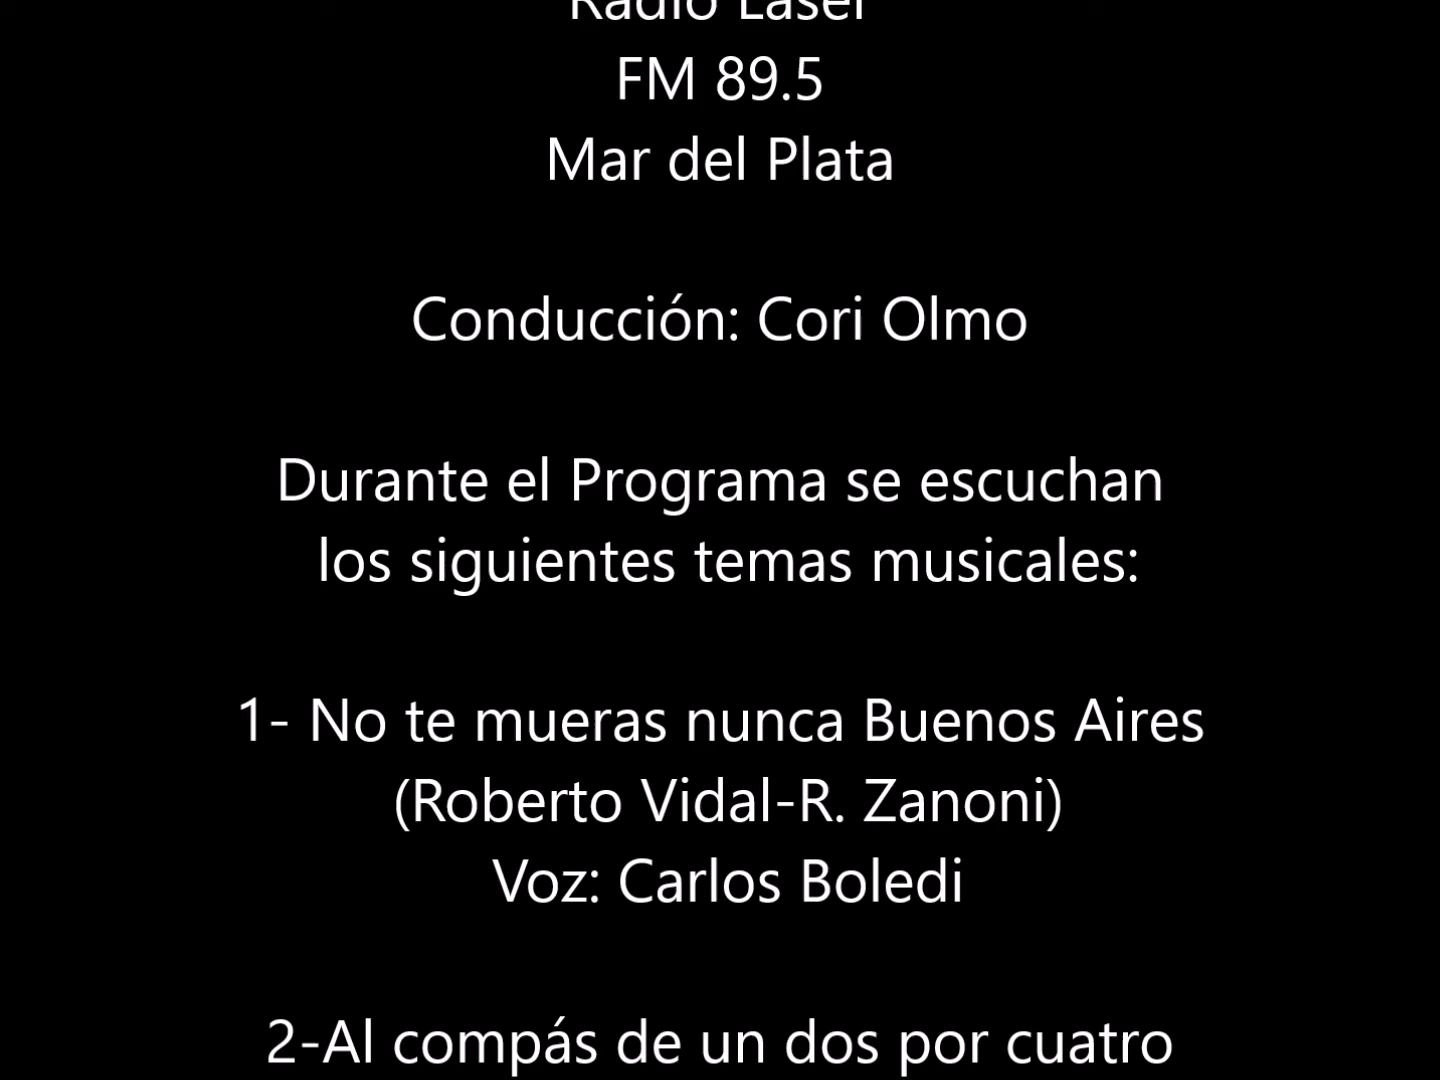 Radio Laser
FM 89.5
Mar del Plata
Conducción: Cori Olmo
Durante el Programa se escuchan
los siguientes temas musicales:
1- No te mueras nunca Buenos Aires
(Roberto Vidal-R. Zanoni)
Voz: Carlos Boledi
2-Al compás de un dos por cuatro